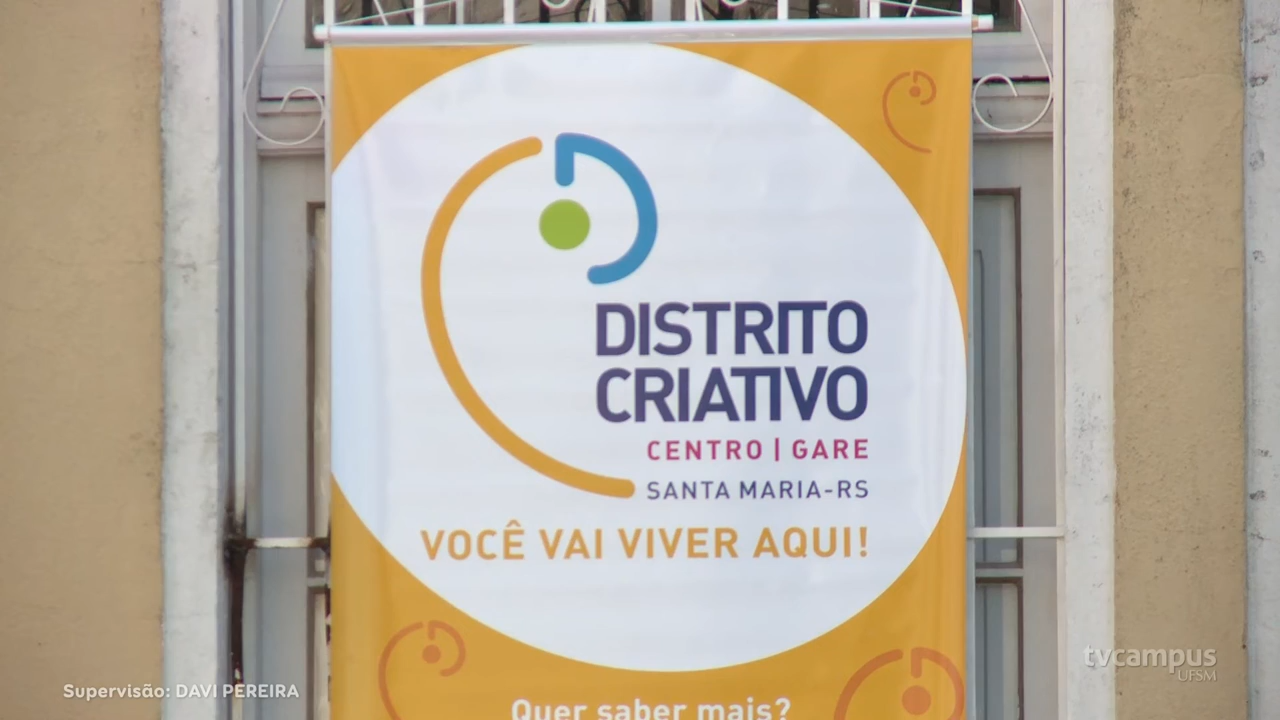 DISTRITO
CRIATIVO
CENTRO | GARE
SANTA MARIA-RS
VOCÊ VAI VIVER AQUI!
Quer saber mais?
Supervisão: DAVI PEREIRA
tvcampus
UFSM